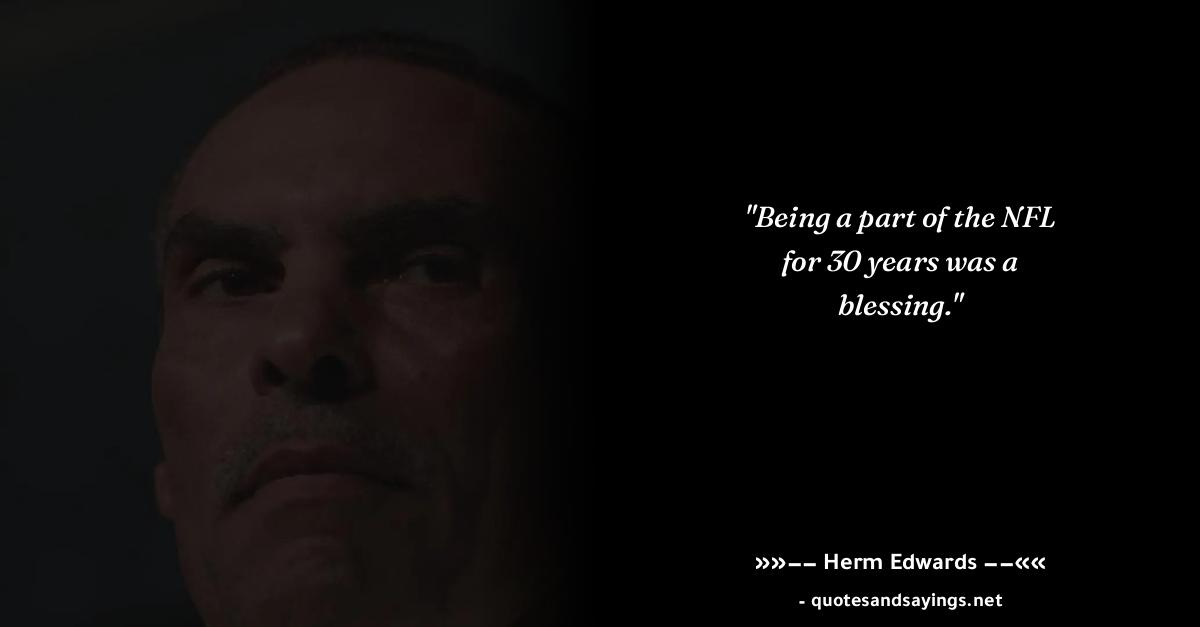 "Being a part of the NFL
for 30 years was a
blessing."
»»−− Herm Edwards −−««
- quotesandsayings.net